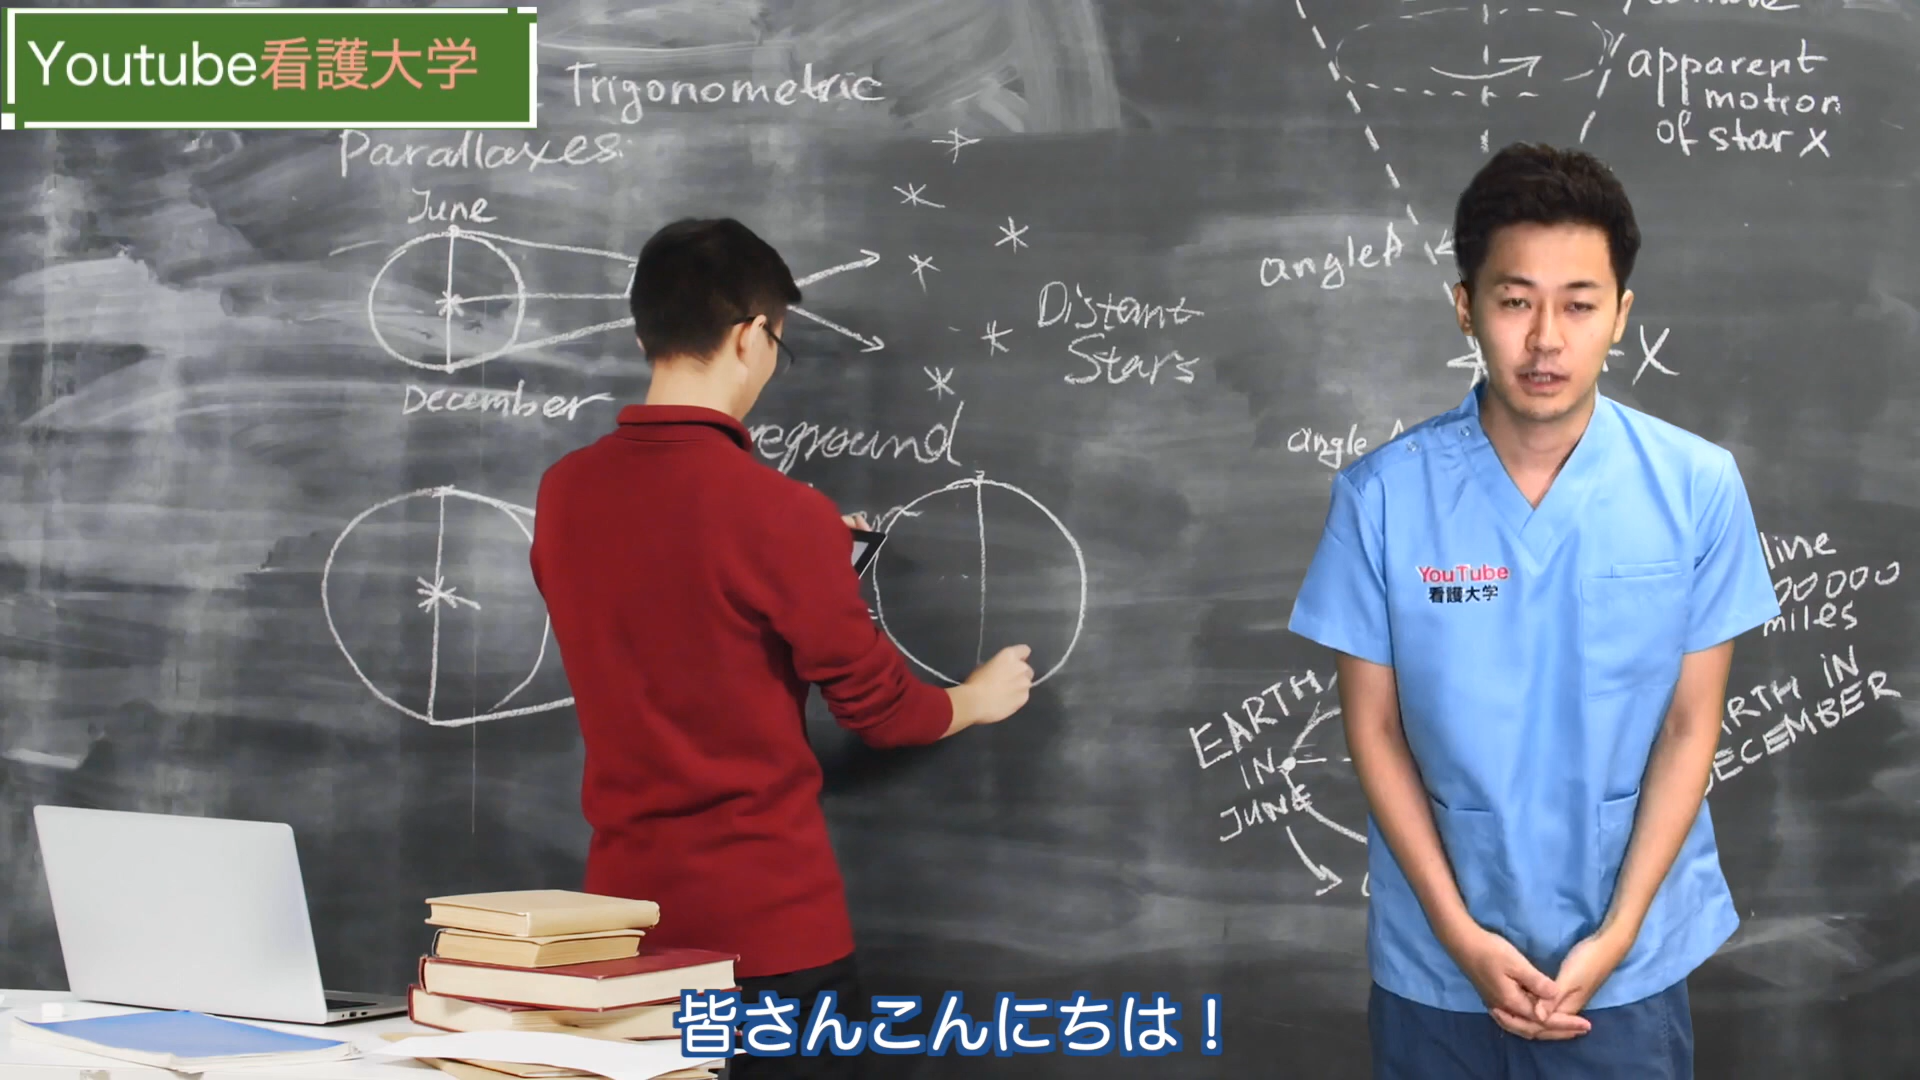 Youtube看護大学
Trigonometric
Parallaxes:
June
December
Distant
Stars
apparent
motion
of star X
angle A
X
angle A
YouTube
看護大学
line
miles
EARTH
IN
JUNE
IN
DECEMBER
皆さんこんにちは！